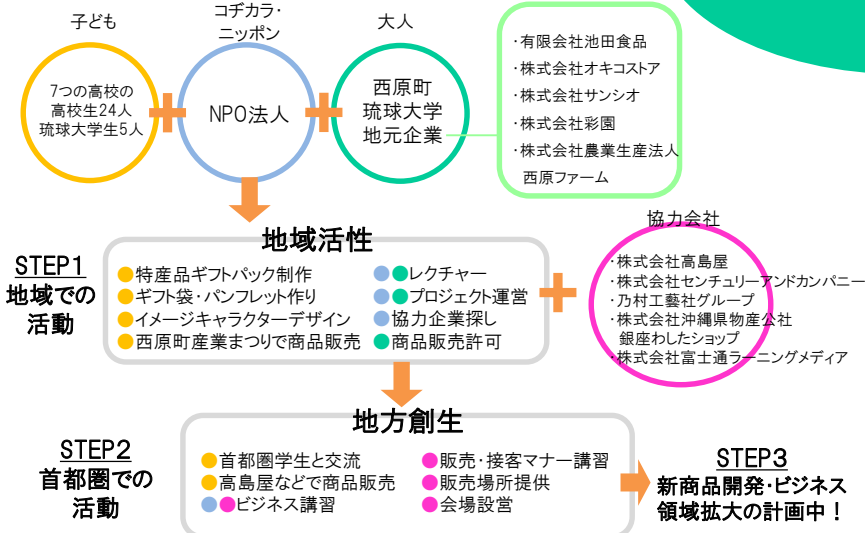 子ども
コヂカラ・
ニッポン
大人
7つの高校の
高校生24人
琉球大学生5人
NPO法人
西原町
琉球大学
地元企業
・有限会社池田食品
・株式会社オキコストア
・株式会社サンシオ
・株式会社彩園
・株式会社農業生産法人
西原ファーム
STEP1
地域での
活動
地域活性
特産品ギフトパック制作
ギフト袋・パンフレット作り
イメージキャラクターデザイン
西原町産業まつりで商品販売
レクチャー
プロジェクト運営
協力企業探し
商品販売許可
協力会社
・株式会社高島屋
・株式会社センチュリーアンドカンパニー
・乃村工藝社グループ
・株式会社沖縄県物産公社
銀座わしたショップ
・株式会社富士通ラーニングメディア
STEP2
首都圏での
活動
地方創生
首都圏学生と交流
高島屋などで商品販売
ビジネス講習
販売・接客マナー講習
販売場所提供
会場設営
STEP3
新商品開発・ビジネス
領域拡大の計画中！